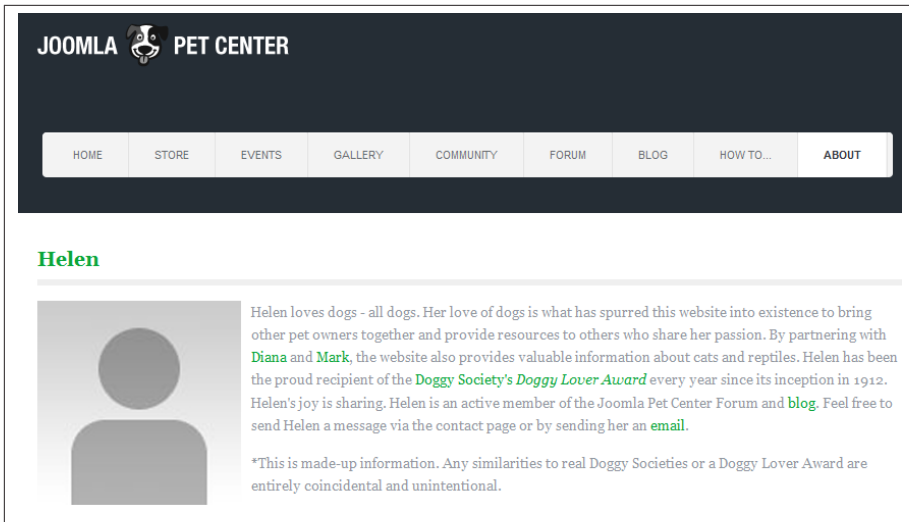 JOOMLA PET CENTER
HOME STORE EVENTS GALLERY COMMUNITY FORUM BLOG HOW TO... ABOUT
Helen
Helen loves dogs - all dogs. Her love of dogs is what has spurred this website into existence to bring
other pet owners together and provide resources to others who share her passion. By partnering with
Diana and Mark, the website also provides valuable information about cats and reptiles. Helen has been
the proud recipient of the Doggy Society's Doggy Lover Award every year since its inception in 1912.
Helen's joy is sharing. Helen is an active member of the Joomla Pet Center Forum and blog. Feel free to
send Helen a message via the contact page or by sending her an email.
*This is made-up information. Any similarities to real Doggy Societies or a Doggy Lover Award are
entirely coincidental and unintentional.